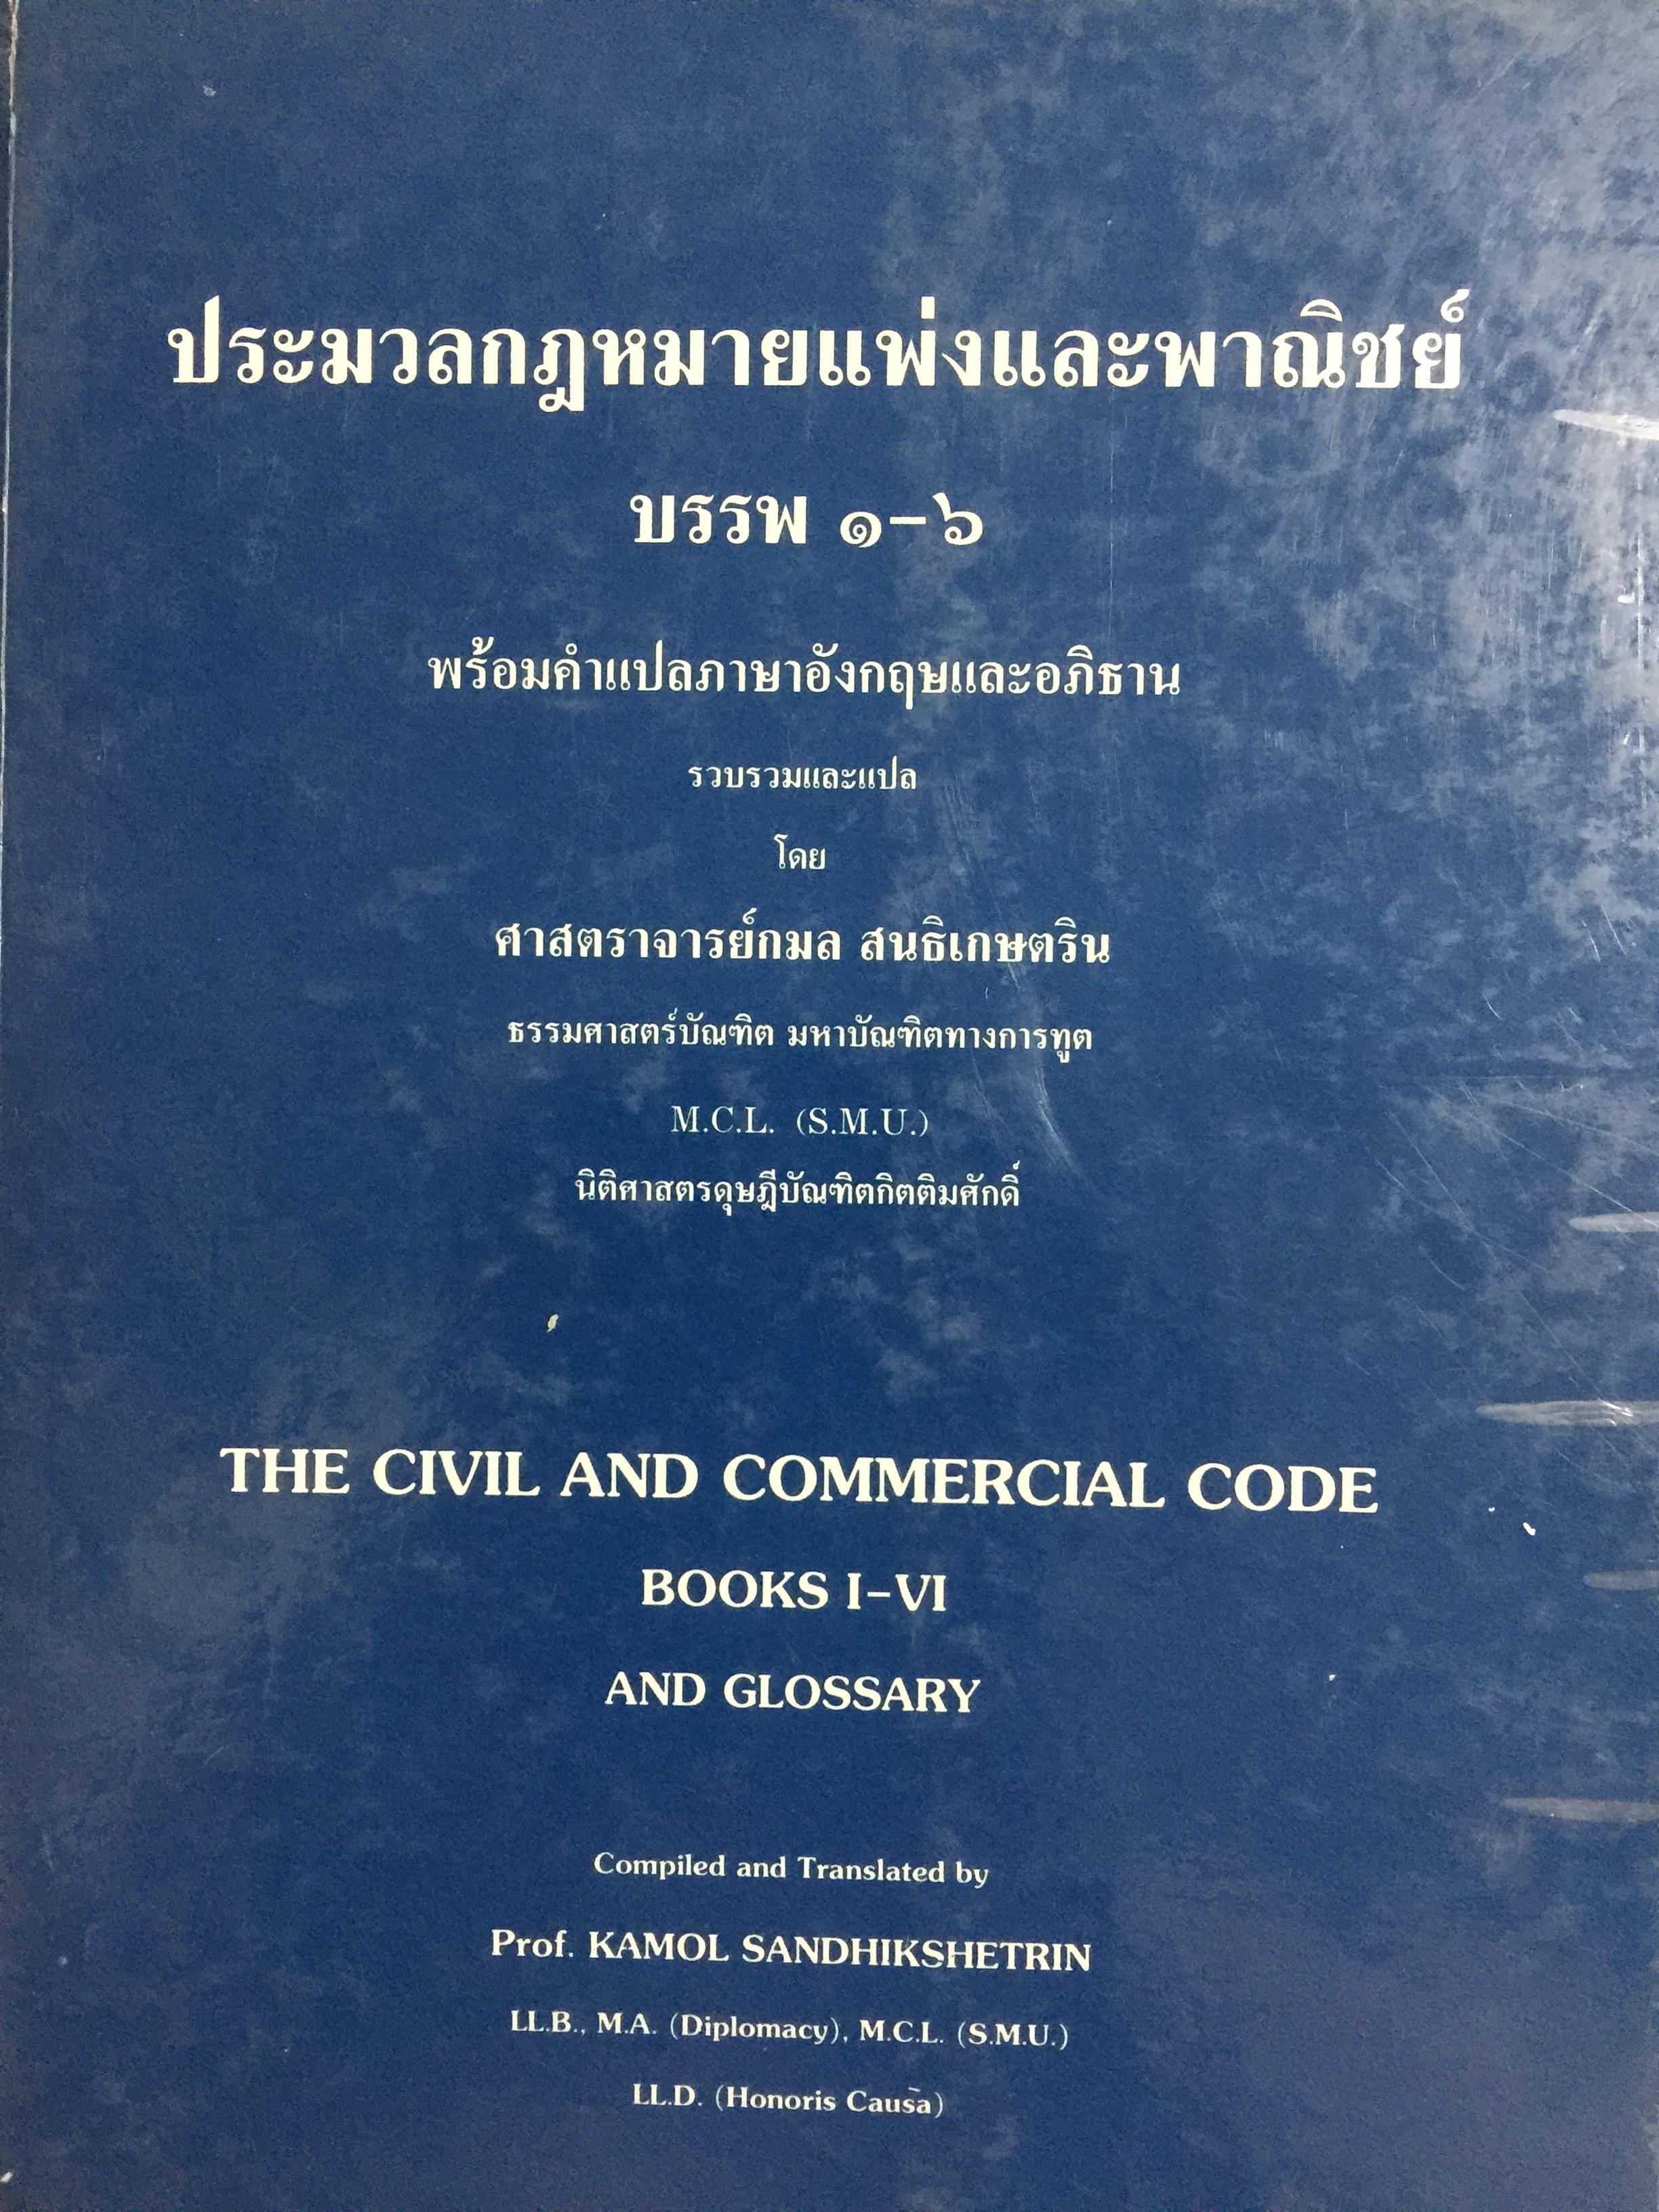 ประมวลกฎหมายแพ่งและพาณิชย์
บรรพ ๑-๖
พร้อมคำแปลภาษาอังกฤษและอภิธาน
รวบรวมและแปล
โดย
ศาสตราจารย์กมล สนธิเกษตริน
ธรรมศาสตร์บัณฑิต มหาบัณฑิตทางการทูต
M.C.L. (S.M.U.)
นิติศาสตรดุษฎีบัณฑิตกิตติมศักดิ์
THE CIVIL AND COMMERCIAL CODE
BOOKS I-VI
AND GLOSSARY
Compiled and Translated by
Prof. KAMOL SANDHIKSHETRIN
LL.B., M.A. (Diplomacy), M.C.L. (S.M.U.)
LL.D. (Honoris Causā)